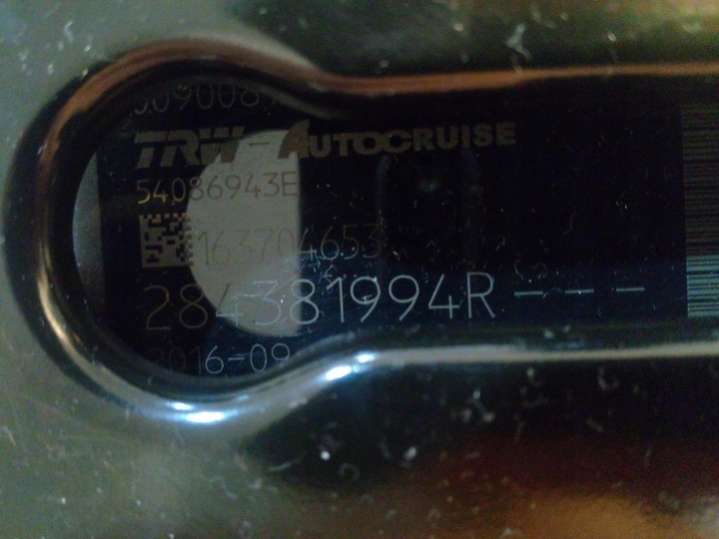 TRW-AUTOCRUISE
54086943E
163704653
284381994R---
2016-09